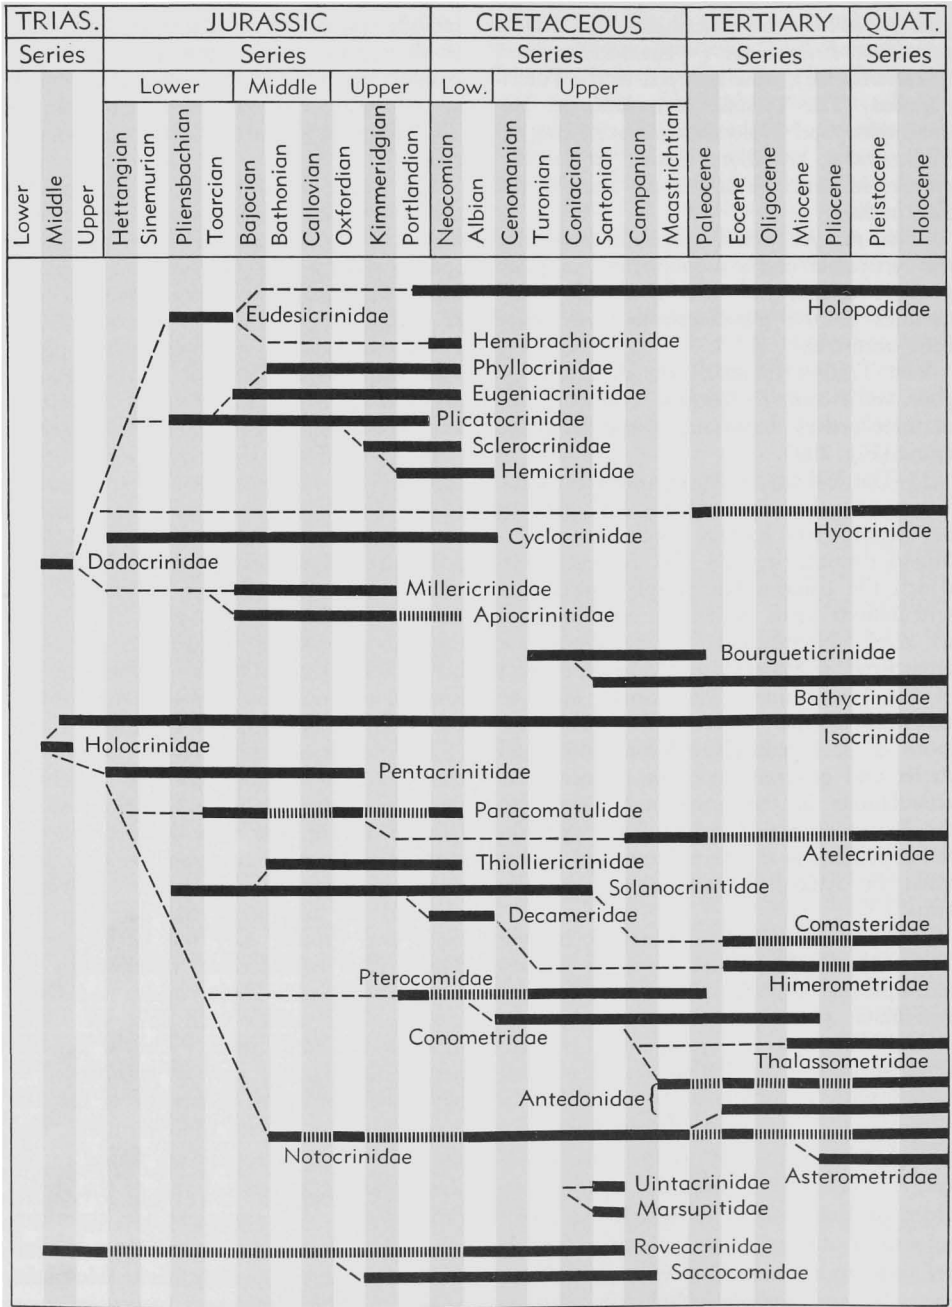 TRIAS. JURASSIC CRETACEOUS TERTIARY QUAT.
Series Series Series Series Series
Lower Middle Upper Low. Upper
Lower Middle Upper Hettangian Sinemurian Pliensbachian Toarcian Bajocian Bathonian Callovian Oxfordian Kimmeridgian Portlandian Neocomian Albian Cenomanian Turonian Coniacian Santonian Campanian Maastrichtian Paleocene Eocene Oligocene Miocene Pliocene Pleistocene Holocene
Holopodidae
Eudesicrinidae
Hemibrachiocrinidae
Phyllocrinidae
Eugeniacrinitidae
Plicatocrinidae
Sclerocrinidae
Hemicrinidae
Hyocrinidae
Cyclocrinidae
Dadocrinidae
Millericrinidae
Apiocrinitidae
Bourgueticrinidae
Bathycrinidae
Isocrinidae
Holocrinidae
Pentacrinitidae
Paracomatulidae
Atelecrinidae
Thiolliericrinidae
Solanocrinitidae
Decameridae
Comasteridae
Himerometridae
Pterocomidae
Conometridae
Thalassometridae
Antedonidae
Notocrinidae
Asterometridae
Uintacrinidae
Marsupitidae
Roveacrinidae
Saccocomidae